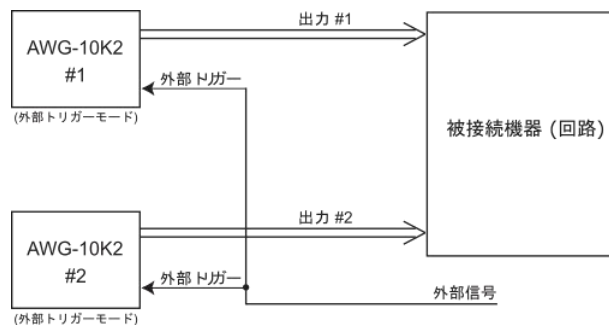 出力 #1
AWG-10K2
#1
外部トリガー
(外部トリガーモード)
被接続機器 (回路)
出力 #2
AWG-10K2
#2
外部トリガー
外部信号
(外部トリガーモード)